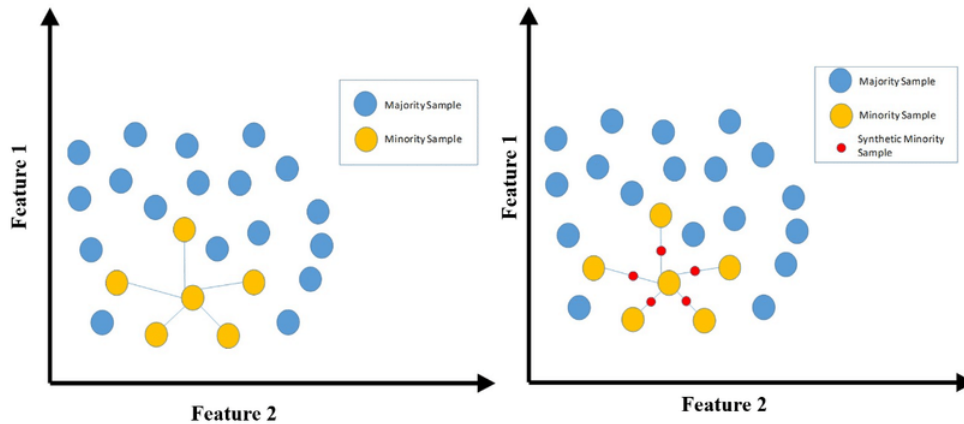 Feature 1
Majority Sample
Minority Sample
Feature 2
Feature 1
Majority Sample
Minority Sample
Synthetic Minority
Sample
Feature 2